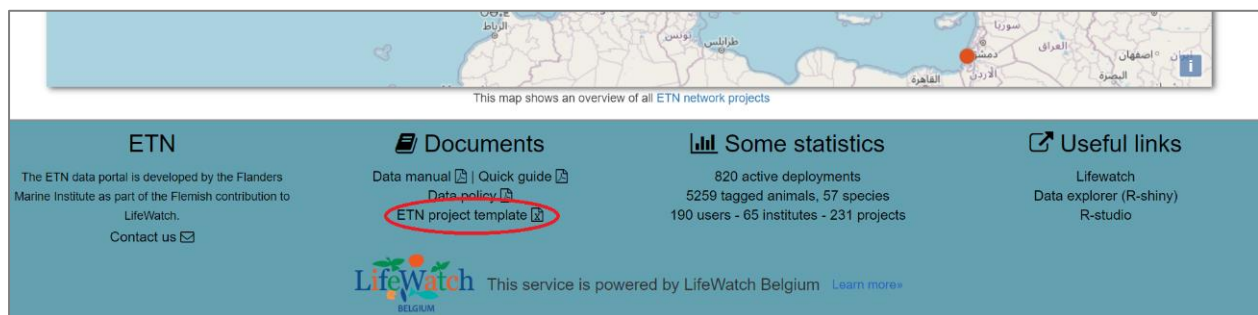 الرباط
تونس
طرابلس
سوريا
دمشق
العراق
اصفهان
ایران
القاهرة
الاردن
البصرة
i
This map shows an overview of all ETN network projects
ETN
The ETN data portal is developed by the Flanders
Marine Institute as part of the Flemish contribution to
LifeWatch.
Contact us
Documents
Data manual | Quick guide
Data policy
ETN project template
Some statistics
820 active deployments
5259 tagged animals, 57 species
190 users - 65 institutes - 231 projects
Useful links
Lifewatch
Data explorer (R-shiny)
R-studio
LifeWatch
BELGIUM
This service is powered by LifeWatch Belgium Learn more»